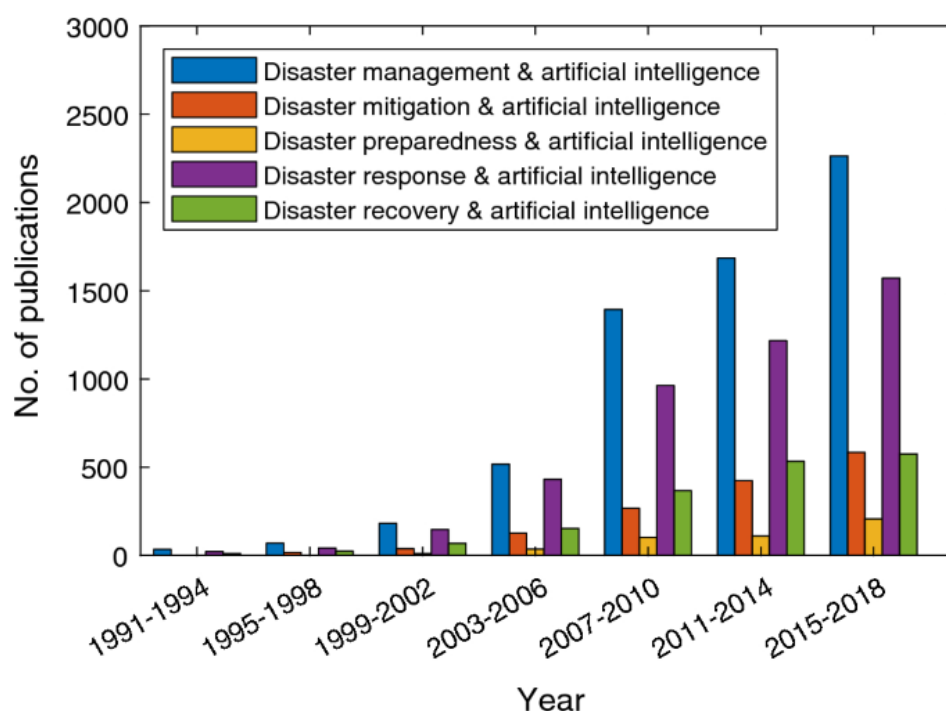 3000
2500
2000
1500
1000
500
0
No. of publications
Disaster management & artificial intelligence
Disaster mitigation & artificial intelligence
Disaster preparedness & artificial intelligence
Disaster response & artificial intelligence
Disaster recovery & artificial intelligence
1991-1994
1995-1998
1999-2002
2003-2006
2007-2010
2011-2014
2015-2018
Year